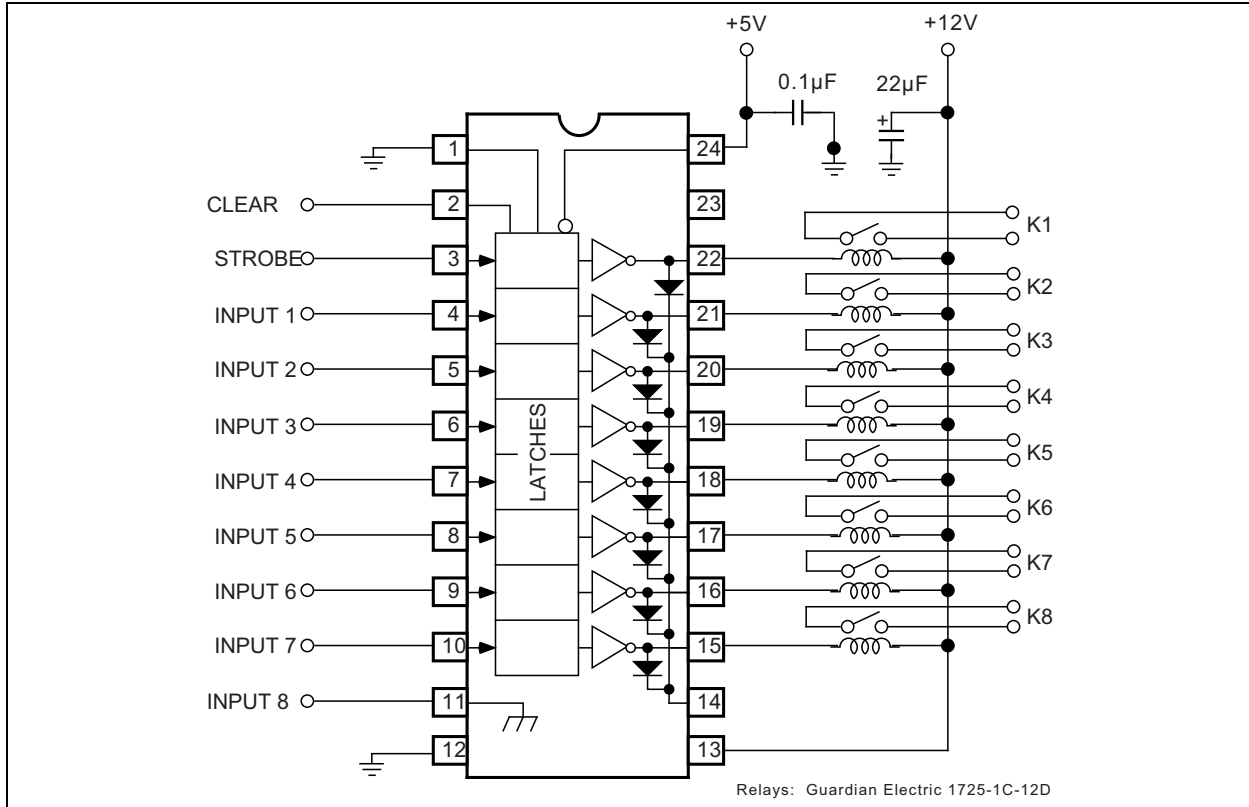 +5V
+12V
0.1µF
22µF
+
1
24
CLEAR
2
23
STROBE
3
22
K1
INPUT 1
4
21
K2
INPUT 2
5
20
K3
INPUT 3
6
19
K4
LATCHES
INPUT 4
7
18
K5
INPUT 5
8
17
K6
INPUT 6
9
16
K7
INPUT 7
10
15
K8
INPUT 8
11
14
12
13
Relays: Guardian Electric 1725-1C-12D